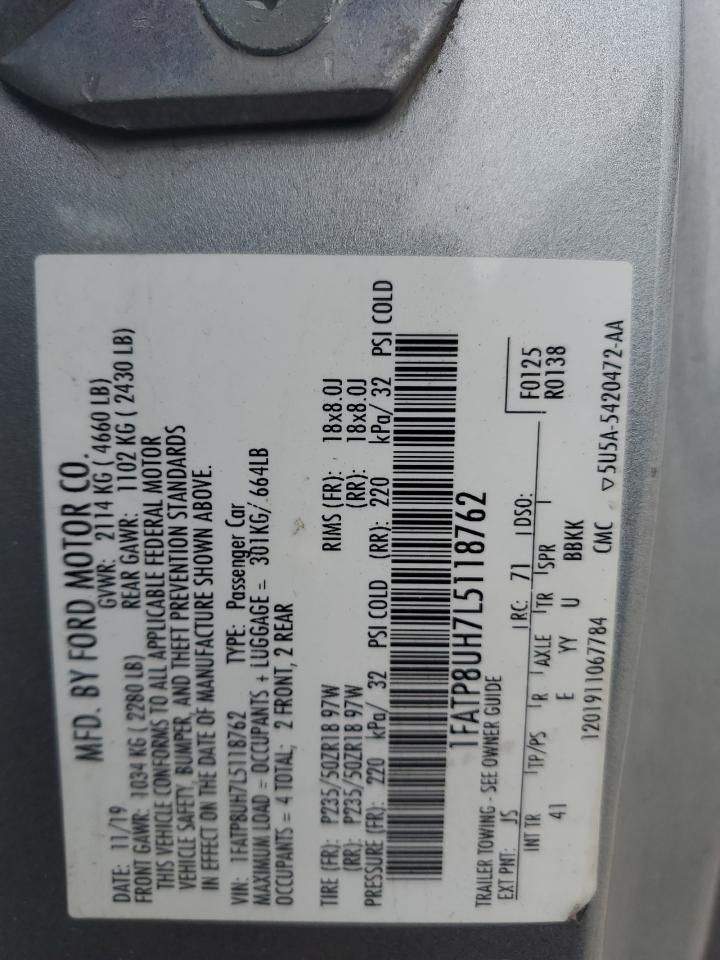 MFD. BY FORD MOTOR CO.
DATE: 11/19 GVWR: 2114 KG ( 4660 LB)
FRONT GAWR: 1034 KG ( 2280 LB) REAR GAWR: 1102 KG ( 2430 LB)
THIS VEHICLE CONFORMS TO ALL APPLICABLE FEDERAL MOTOR
VEHICLE SAFETY, BUMPER, AND THEFT PREVENTION STANDARDS
IN EFFECT ON THE DATE OF MANUFACTURE SHOWN ABOVE.
VIN: 1FATP8UH7L5118762 TYPE: Passenger Car
MAXIMUM LOAD = OCCUPANTS + LUGGAGE = 301KG/ 664LB
OCCUPANTS = 4 TOTAL; 2 FRONT, 2 REAR
TIRE (FR): P235/50ZR18 97W RIMS (FR): 18x8.0J
(RR): P235/50ZR18 97W (RR): 18x8.0J
PRESSURE (FR): 220 kPa/ 32 PSI COLD (RR): 220 kPa/ 32 PSI COLD
1FATP8UH7L5118762
TRAILER TOWING - SEE OWNER GUIDE F0125
EXT PNT: JS RC: 71 DSO: R0138
INT TR TP/PS R AXLE TR SPR
41 E YY U BBKK
1201911067784 CMC ▽5U5A-5420472-AA